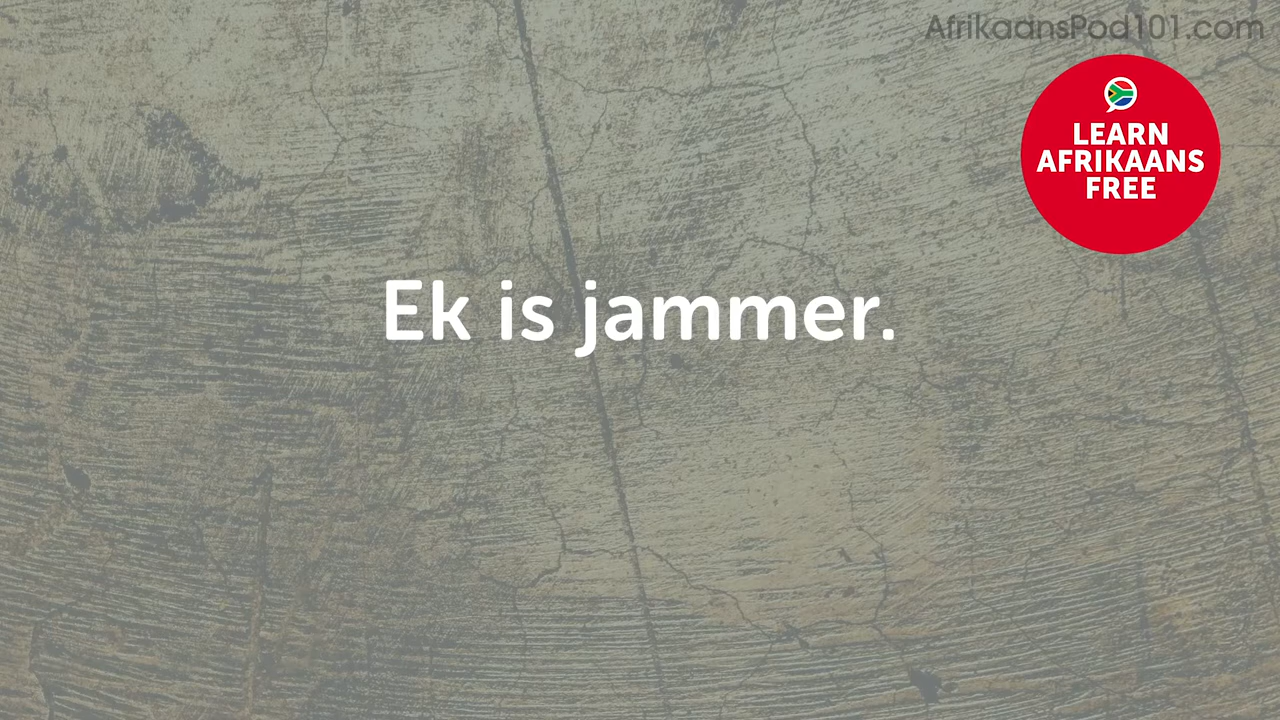 AfrikaansPod101.com
LEARN
AFRIKAANS
FREE
Ek is jammer.